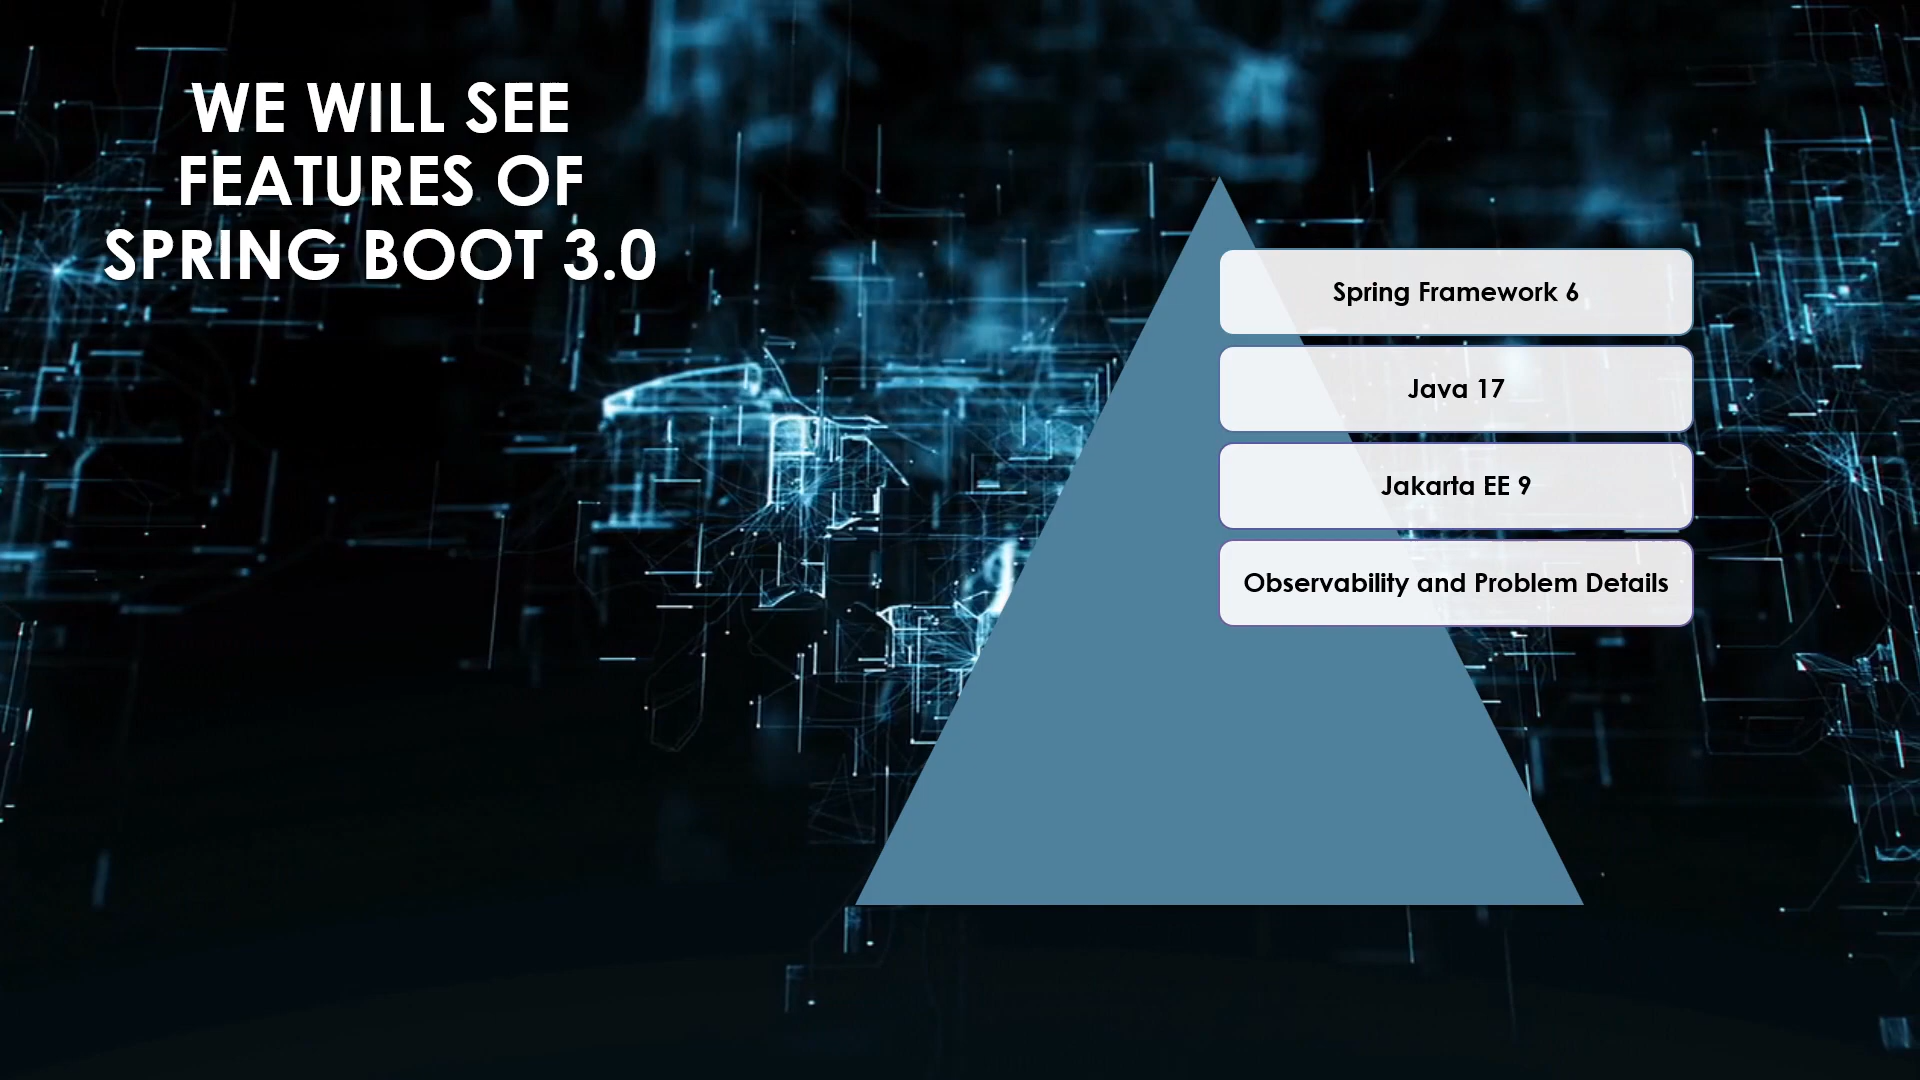 WE WILL SEE
FEATURES OF
SPRING BOOT 3.0
Spring Framework 6
Java 17
Jakarta EE 9
Observability and Problem Details